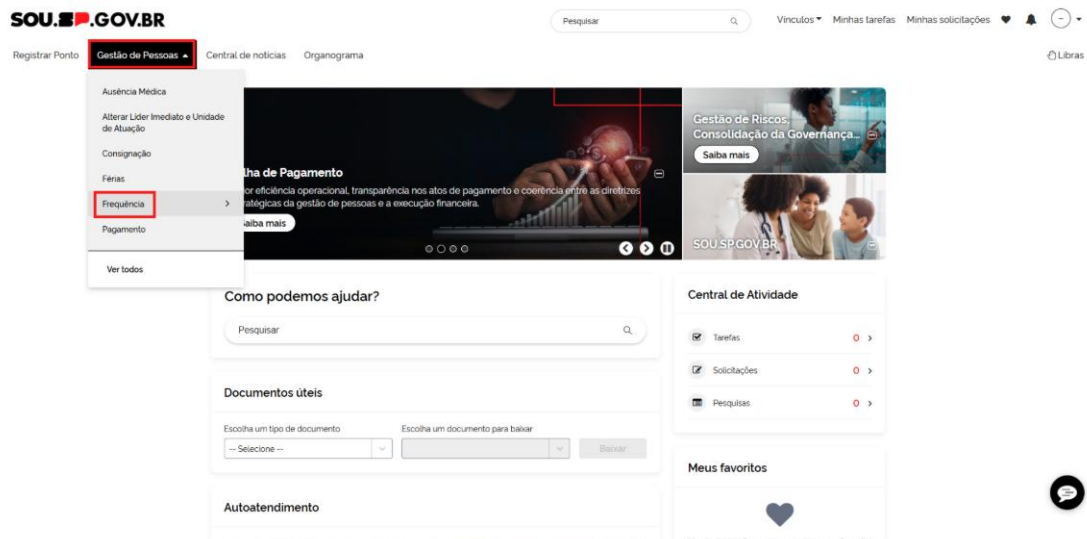 SOU.SP.GOV.BR
Pesquisar
Vínculos
Minhas tarefas
Minhas solicitações
Registrar Ponto
Gestão de Pessoas
Central de notícias
Organograma
Libras
Ausência Médica
Alterar Líder Imediato e Unidade
de Atuação
Consignação
Férias
Frequência
Pagamento
Ver todos
lha de Pagamento
or eficiência operacional, transparência nos atos de pagamento e coerência entre as diretrizes
ratégicas da gestão de pessoas e a execução financeira.
Saiba mais
Gestão de Riscos,
Consolidação da Governança...
Saiba mais
SOU.SP.GOV.BR
Como podemos ajudar?
Pesquisar
Central de Atividade
Tarefas 0
Solicitações 0
Pesquisas 0
Documentos úteis
Escolha um tipo de documento
Escolha um documento para baixar
-- Selecione --
Baixar
Meus favoritos
Autoatendimento